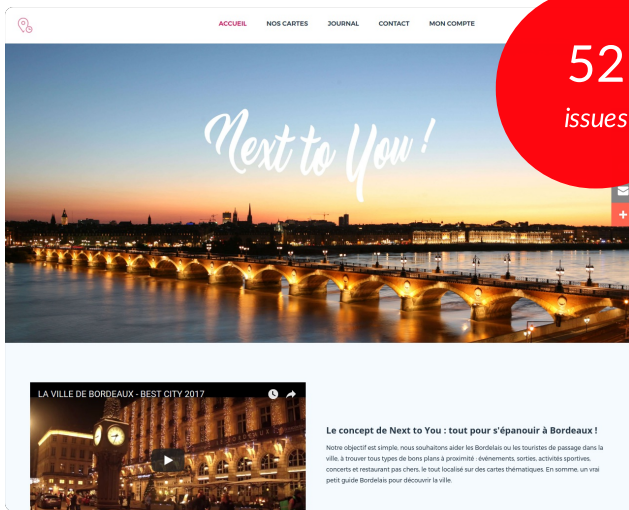 ACCUEIL NOS CARTES JOURNAL CONTACT MON COMPTE
52
issues
Next to You !
LA VILLE DE BORDEAUX - BEST CITY 2017
Le concept de Next to You : tout pour s'épanouir à Bordeaux !
Notre objectif est simple, nous souhaitons aider les Bordelais ou les touristes de passage dans la
ville, à trouver tous types de bons plans à proximité : événements, sorties, activités sportives,
concerts et restaurant pas chers, le tout localisé sur des cartes thématiques. En somme, un vrai
petit guide Bordelais pour découvrir la ville.